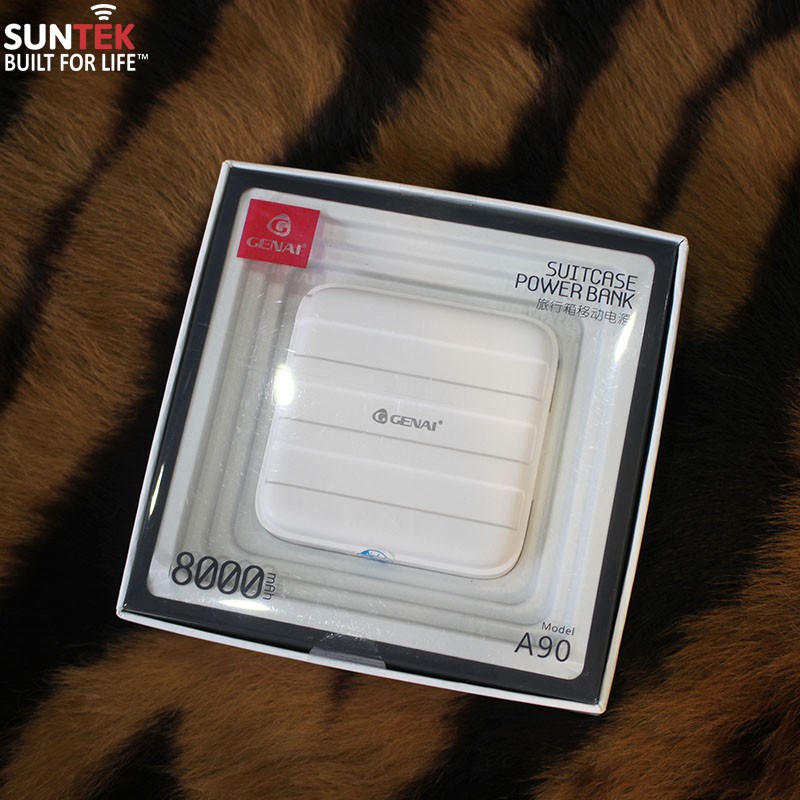 SUNTEK
BUILT FOR LIFE™
GENAI®
SUITCASE
POWER BANK
旅行箱移动电源
GENAI®
8000mAh
Model
A90